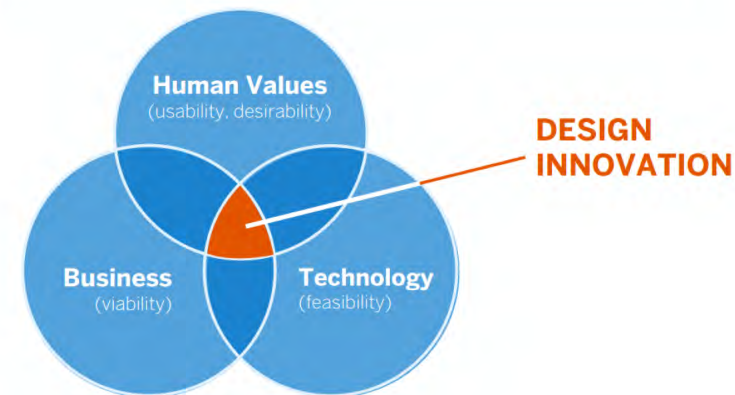 Human Values
(usability, desirability)
DESIGN
INNOVATION
Business
(viability)
Technology
(feasibility)